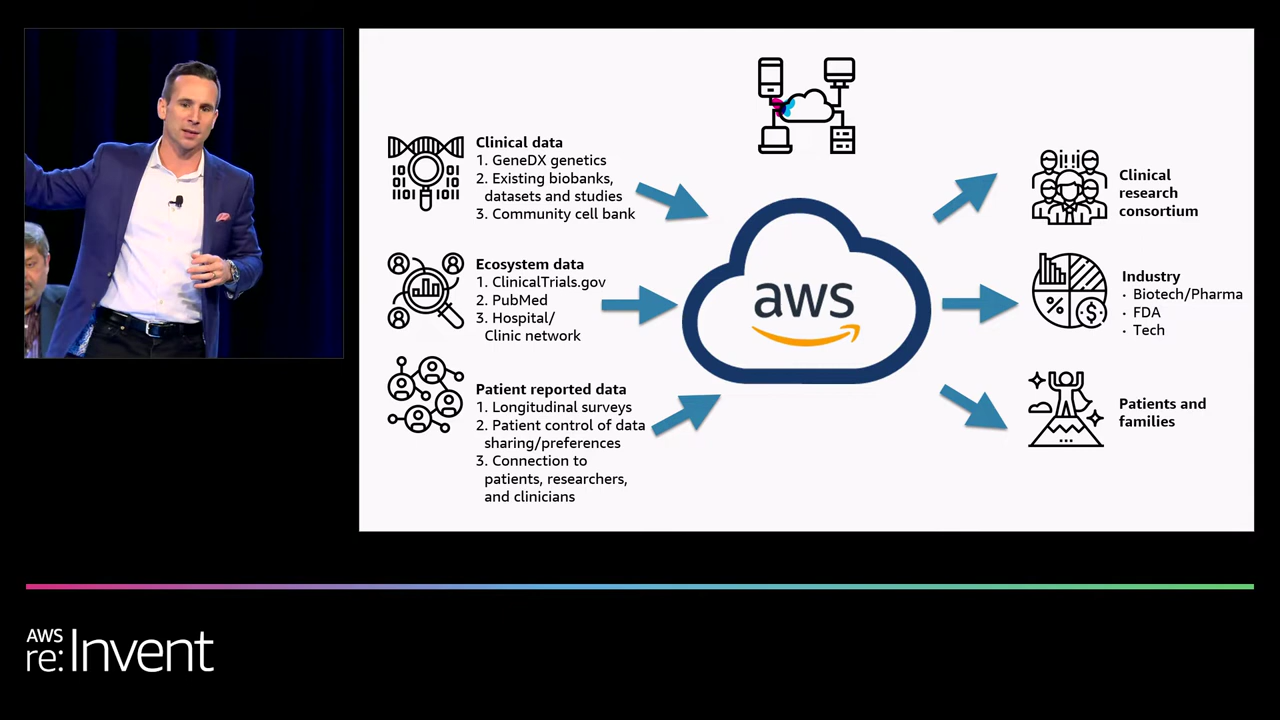 Clinical data
1. GeneDX genetics
2. Existing biobanks,
datasets and studies
3. Community cell bank
Ecosystem data
1. ClinicalTrials.gov
2. PubMed
3. Hospital/
Clinic network
Patient reported data
1. Longitudinal surveys
2. Patient control of data
sharing/preferences
3. Connection to
patients, researchers,
and clinicians
aws
Clinical
research
consortium
Industry
· Biotech/Pharma
· FDA
· Tech
Patients and
families
AWS
re:Invent